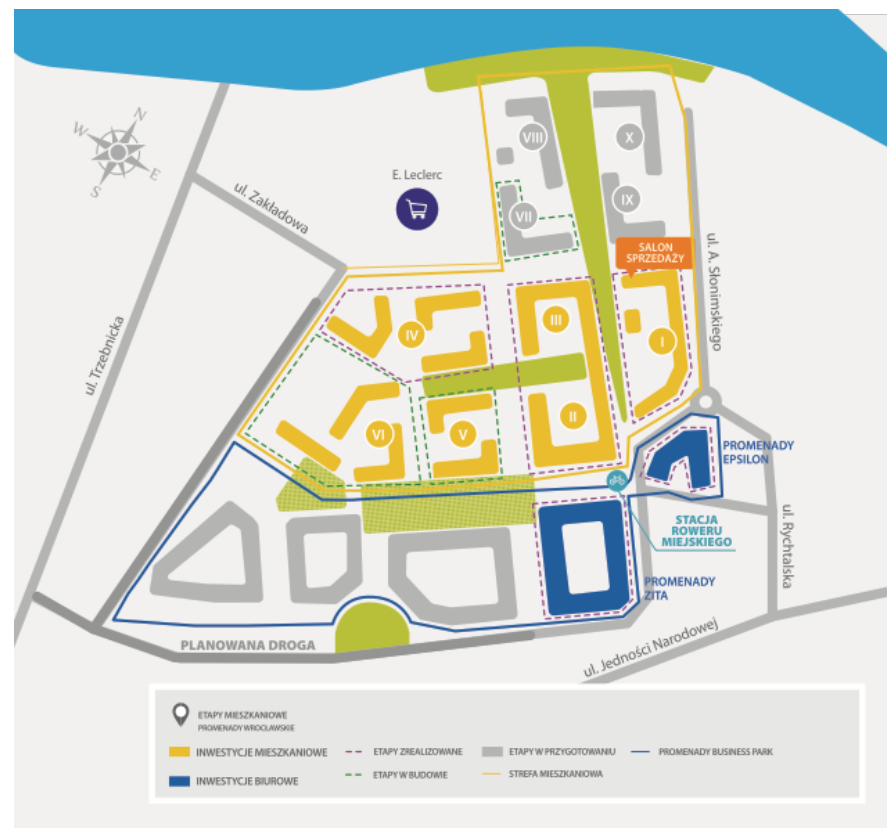 N
W
E
S
E. Leclerc
ul. Zakładowa
ul. Trzebnicka
VIII
X
VII
IX
SALON
SPRZEDAŻY
ul. A. Słonimskiego
III
IV
I
II
VI
V
PROMENADY
EPSILON
STACJA
ROWERU
MIEJSKIEGO
ul. Rychtalska
PROMENADY
ZITA
PLANOWANA DROGA
ul. Jedności Narodowej
ETAPY MIESZKANIOWE
PROMENADY WROCŁAWSKIE
INWESTYCJE MIESZKANIOWE
ETAPY ZREALIZOWANE
ETAPY W PRZYGOTOWANIU
PROMENADY BUSINESS PARK
INWESTYCJE BIUROWE
ETAPY W BUDOWIE
STREFA MIESZKANIOWA